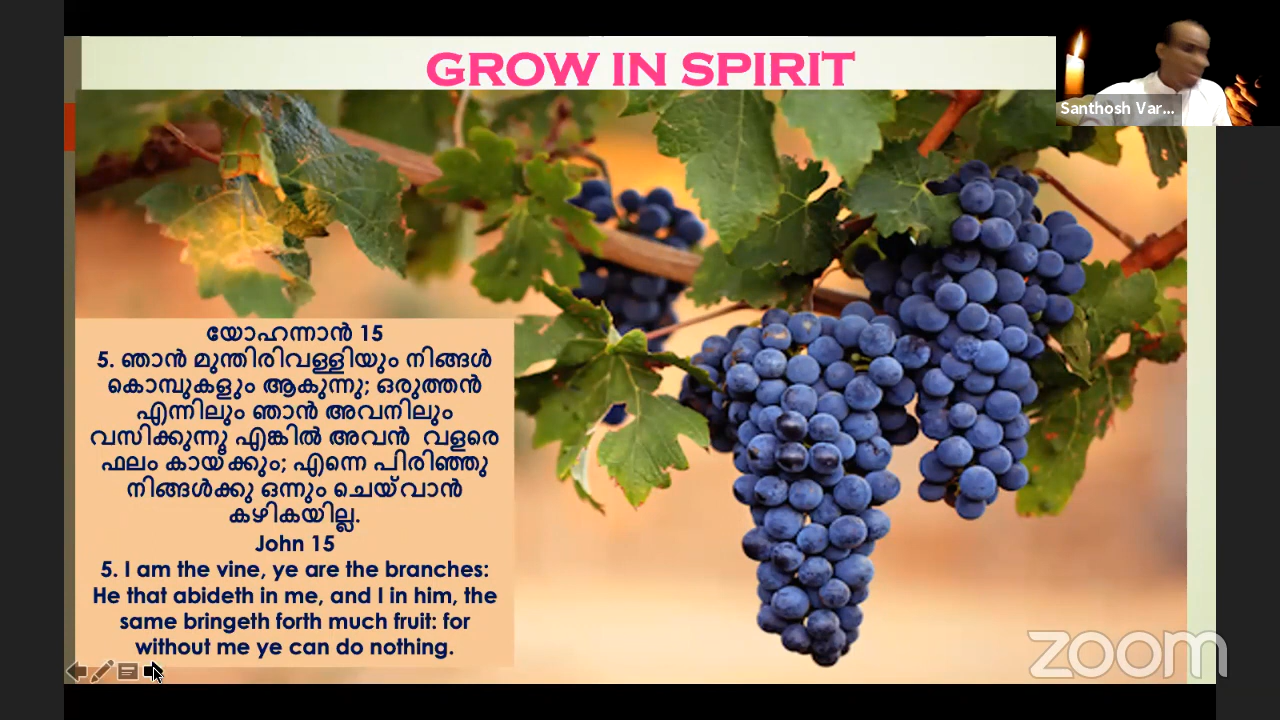 GROW IN SPIRIT
Santhosh Var...
യോഹന്നാൻ 15
5. ഞാൻ മുന്തിരിവള്ളിയും നിങ്ങൾ
കൊമ്പുകളും ആകുന്നു; ഒരുത്തൻ
എന്നിലും ഞാൻ അവനിലും
വസിക്കുന്നു എങ്കിൽ അവൻ വളരെ
ഫലം കായ്ക്കും; എന്നെ പിരിഞ്ഞു
നിങ്ങൾക്കു ഒന്നും ചെയ്‌വാൻ
കഴികയില്ല.
John 15
5. I am the vine, ye are the branches:
He that abideth in me, and I in him, the
same bringeth forth much fruit: for
without me ye can do nothing.
zoom